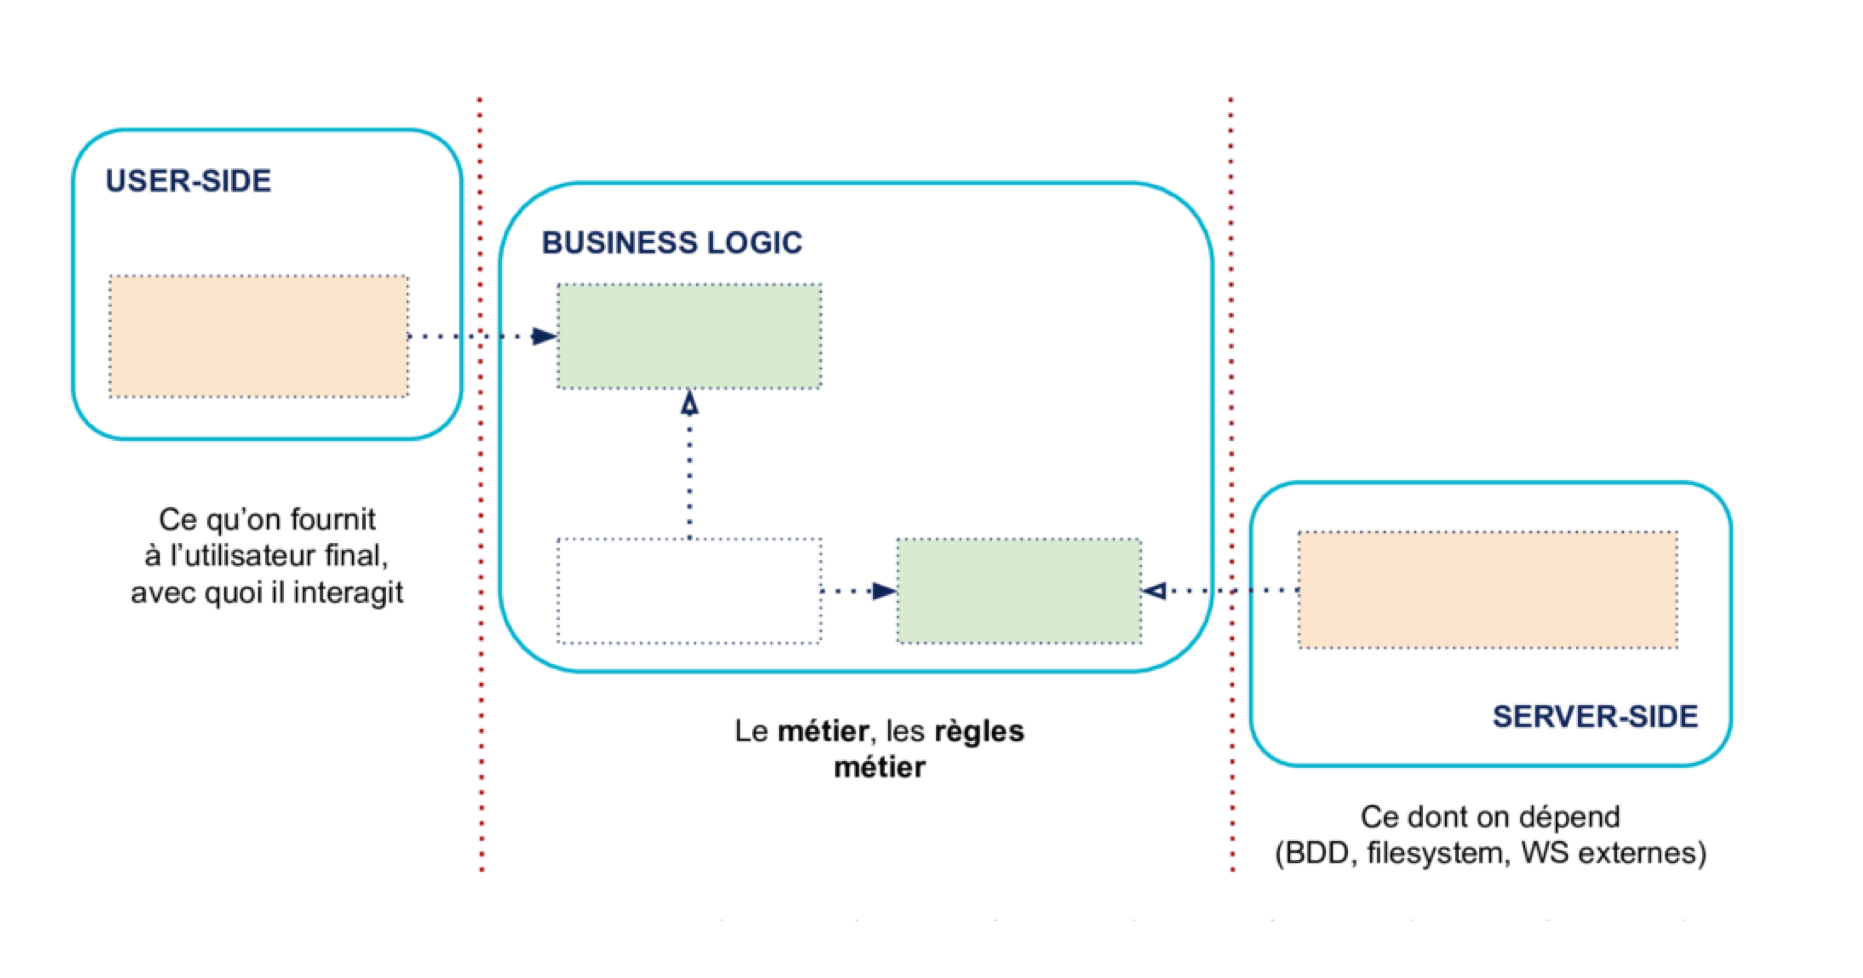 USER-SIDE
Ce qu’on fournit
à l’utilisateur final,
avec quoi il interagit
BUSINESS LOGIC
Le métier, les règles
métier
SERVER-SIDE
Ce dont on dépend
(BDD, filesystem, WS externes)